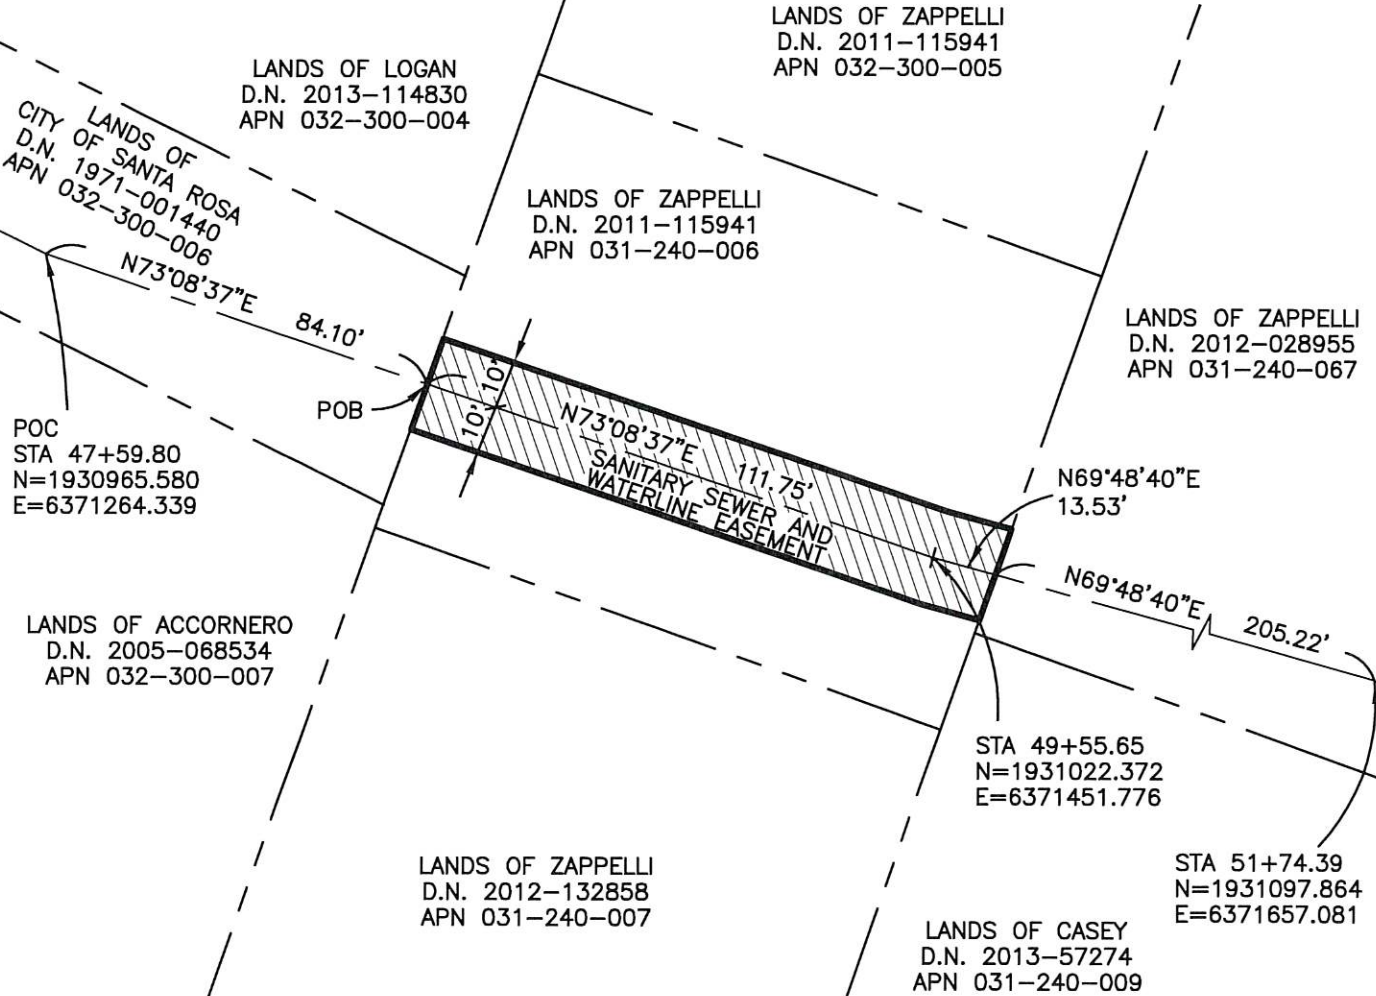 LANDS OF ZAPPELLI
D.N. 2011-115941
APN 032-300-005
LANDS OF LOGAN
D.N. 2013-114830
APN 032-300-004
LANDS OF
CITY OF SANTA ROSA
D.N. 1971-001440
APN 032-300-006
LANDS OF ZAPPELLI
D.N. 2011-115941
APN 031-240-006
N73°08'37"E 84.10'
LANDS OF ZAPPELLI
D.N. 2012-028955
APN 031-240-067
POB
10'
10'
POC
STA 47+59.80
N=1930965.580
E=6371264.339
N73°08'37"E 111.75'
SANITARY SEWER AND
WATERLINE EASEMENT
N69°48'40"E
13.53'
N69°48'40"E 205.22'
LANDS OF ACCORNERO
D.N. 2005-068534
APN 032-300-007
STA 49+55.65
N=1931022.372
E=6371451.776
STA 51+74.39
N=1931097.864
E=6371657.081
LANDS OF ZAPPELLI
D.N. 2012-132858
APN 031-240-007
LANDS OF CASEY
D.N. 2013-57274
APN 031-240-009